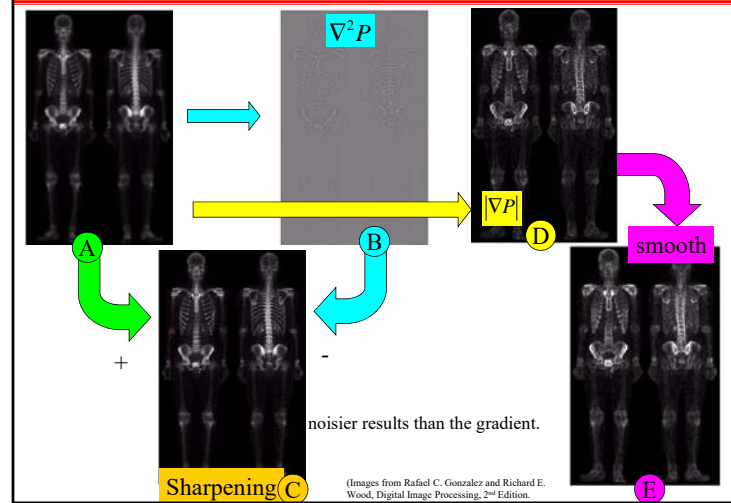 ∇²P
|∇P|
A
B
D
smooth
+
-
noisier results than the gradient.
Sharpening C
(Images from Rafael C. Gonzalez and Richard E.
Wood, Digital Image Processing, 2nd Edition.
E